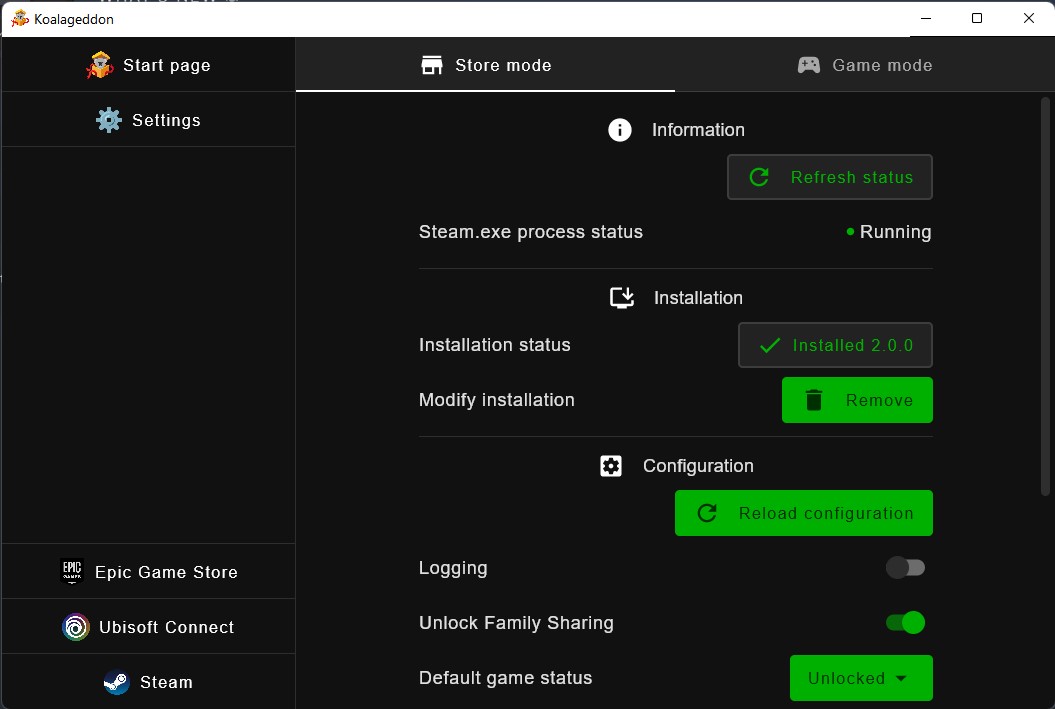 Koalageddon
Start page
Settings
Epic Game Store
Ubisoft Connect
Steam
Store mode
Game mode
Information
Refresh status
Steam.exe process status
Running
Installation
Installation status
Installed 2.0.0
Modify installation
Remove
Configuration
Reload configuration
Logging
Unlock Family Sharing
Default game status
Unlocked